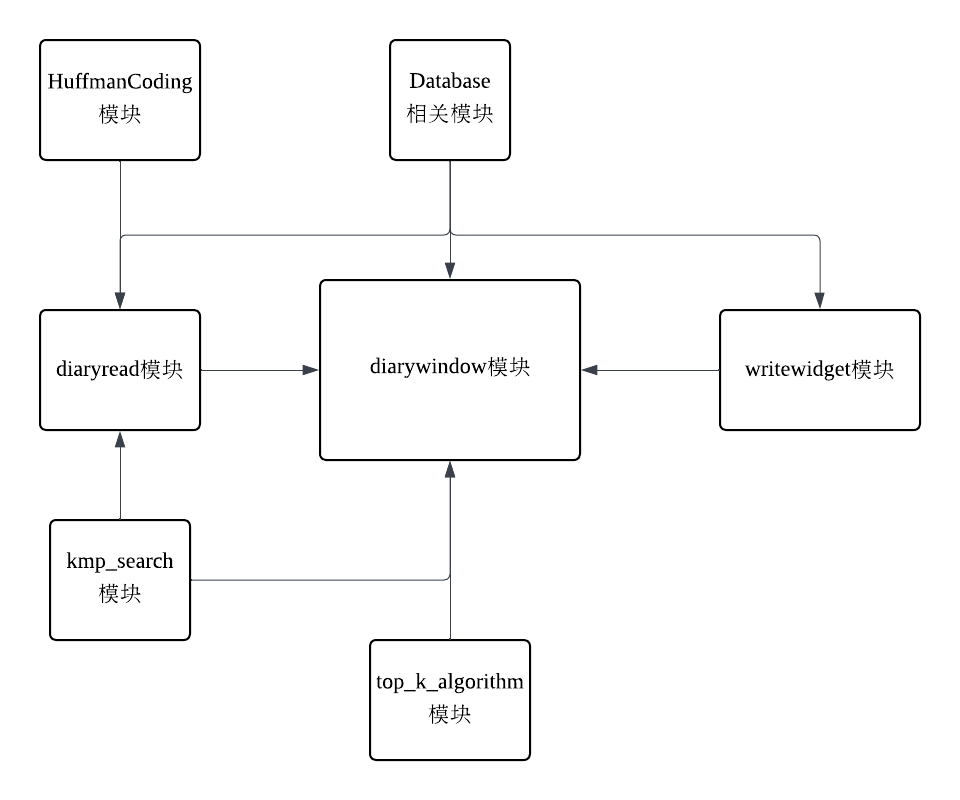 HuffmanCoding
模块
Database
相关模块
diaryread模块
diarywindow模块
writewidget模块
kmp_search
模块
top_k_algorithm
模块